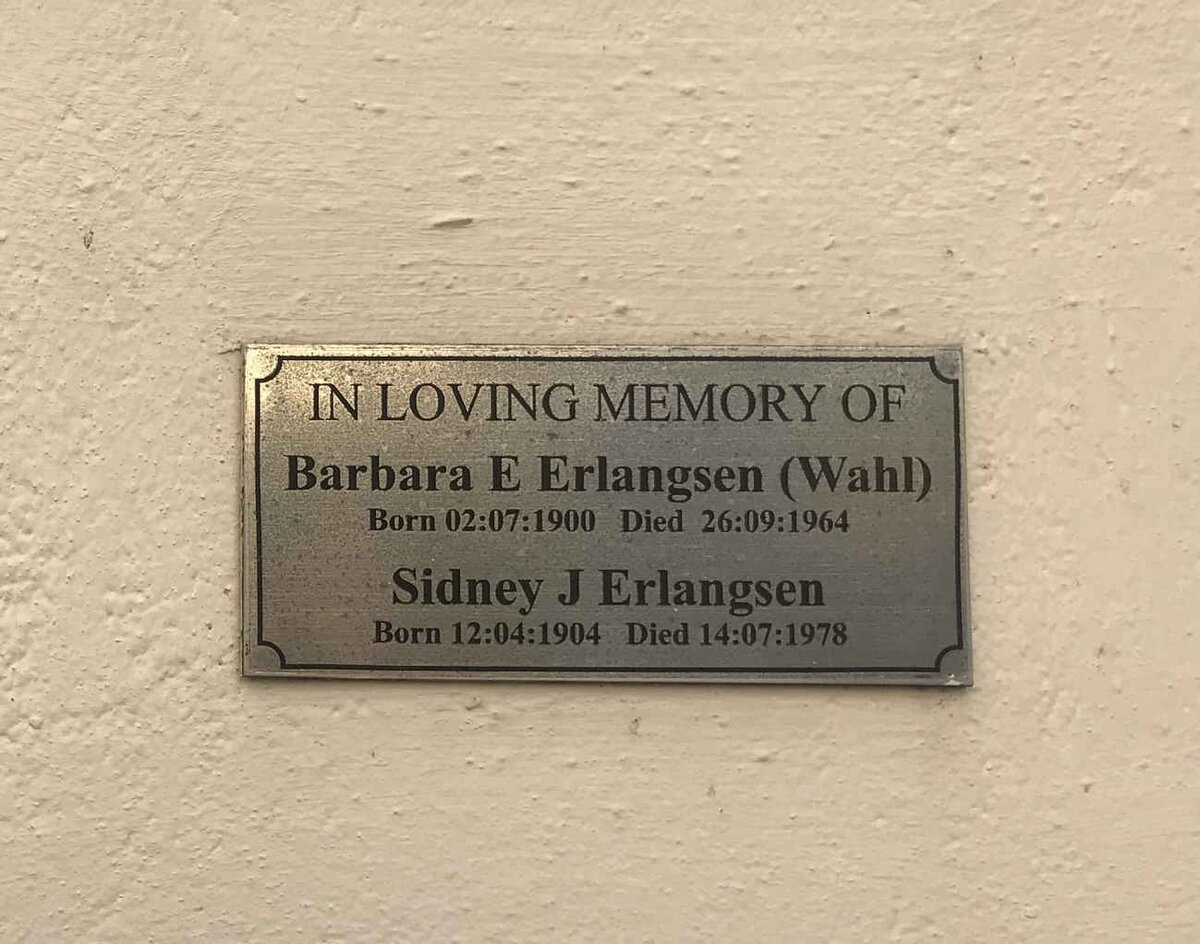 IN LOVING MEMORY OF
Barbara E Erlangsen (Wahl)
Born 02:07:1900 Died 26:09:1964
Sidney J Erlangsen
Born 12:04:1904 Died 14:07:1978